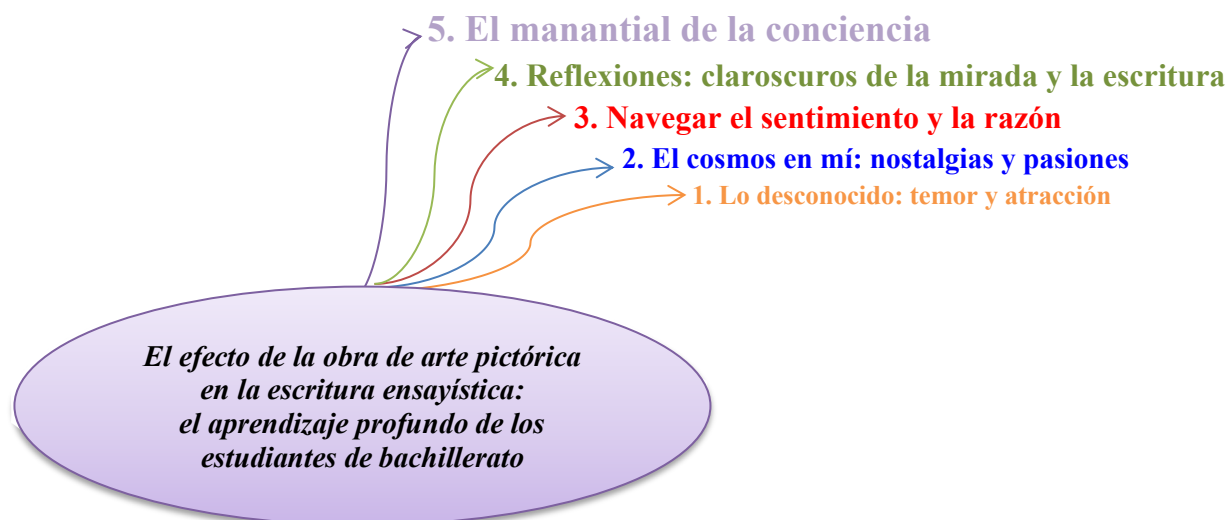 5. El manantial de la conciencia
4. Reflexiones: claroscuros de la mirada y la escritura
3. Navegar el sentimiento y la razón
2. El cosmos en mí: nostalgias y pasiones
1. Lo desconocido: temor y atracción
El efecto de la obra de arte pictórica
en la escritura ensayística:
el aprendizaje profundo de los
estudiantes de bachillerato